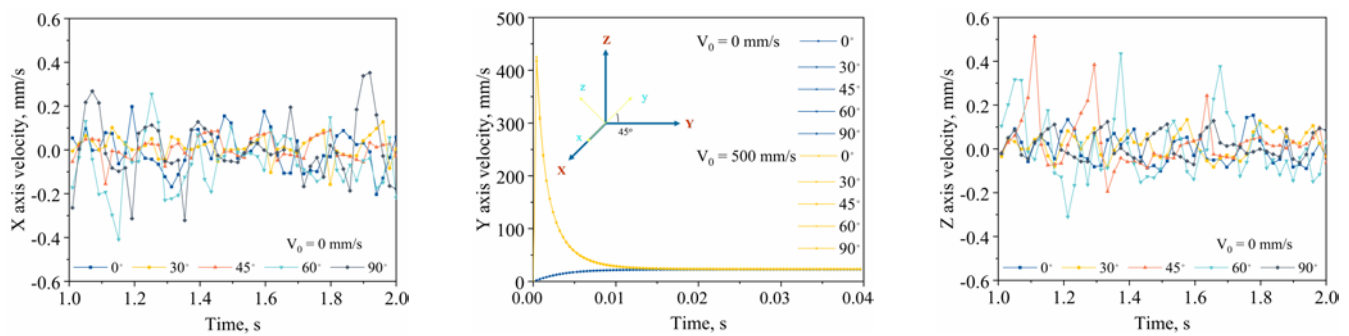 X axis velocity, mm/s
0.6
0.4
0.2
0.0
-0.2
-0.4
-0.6
V₀ = 0 mm/s
0° 30° 45° 60° 90°
1.0 1.2 1.4 1.6 1.8 2.0
Time, s
Y axis velocity, mm/s
500
400
300
200
100
0
Z
z
y
45°
Y
x
X
V₀ = 0 mm/s
0°
30°
45°
60°
90°
V₀ = 500 mm/s
0°
30°
45°
60°
90°
0.00 0.01 0.02 0.03 0.04
Time, s
Z axis velocity, mm/s
0.6
0.4
0.2
0.0
-0.2
-0.4
-0.6
V₀ = 0 mm/s
0° 30° 45° 60° 90°
1.0 1.2 1.4 1.6 1.8 2.0
Time, s